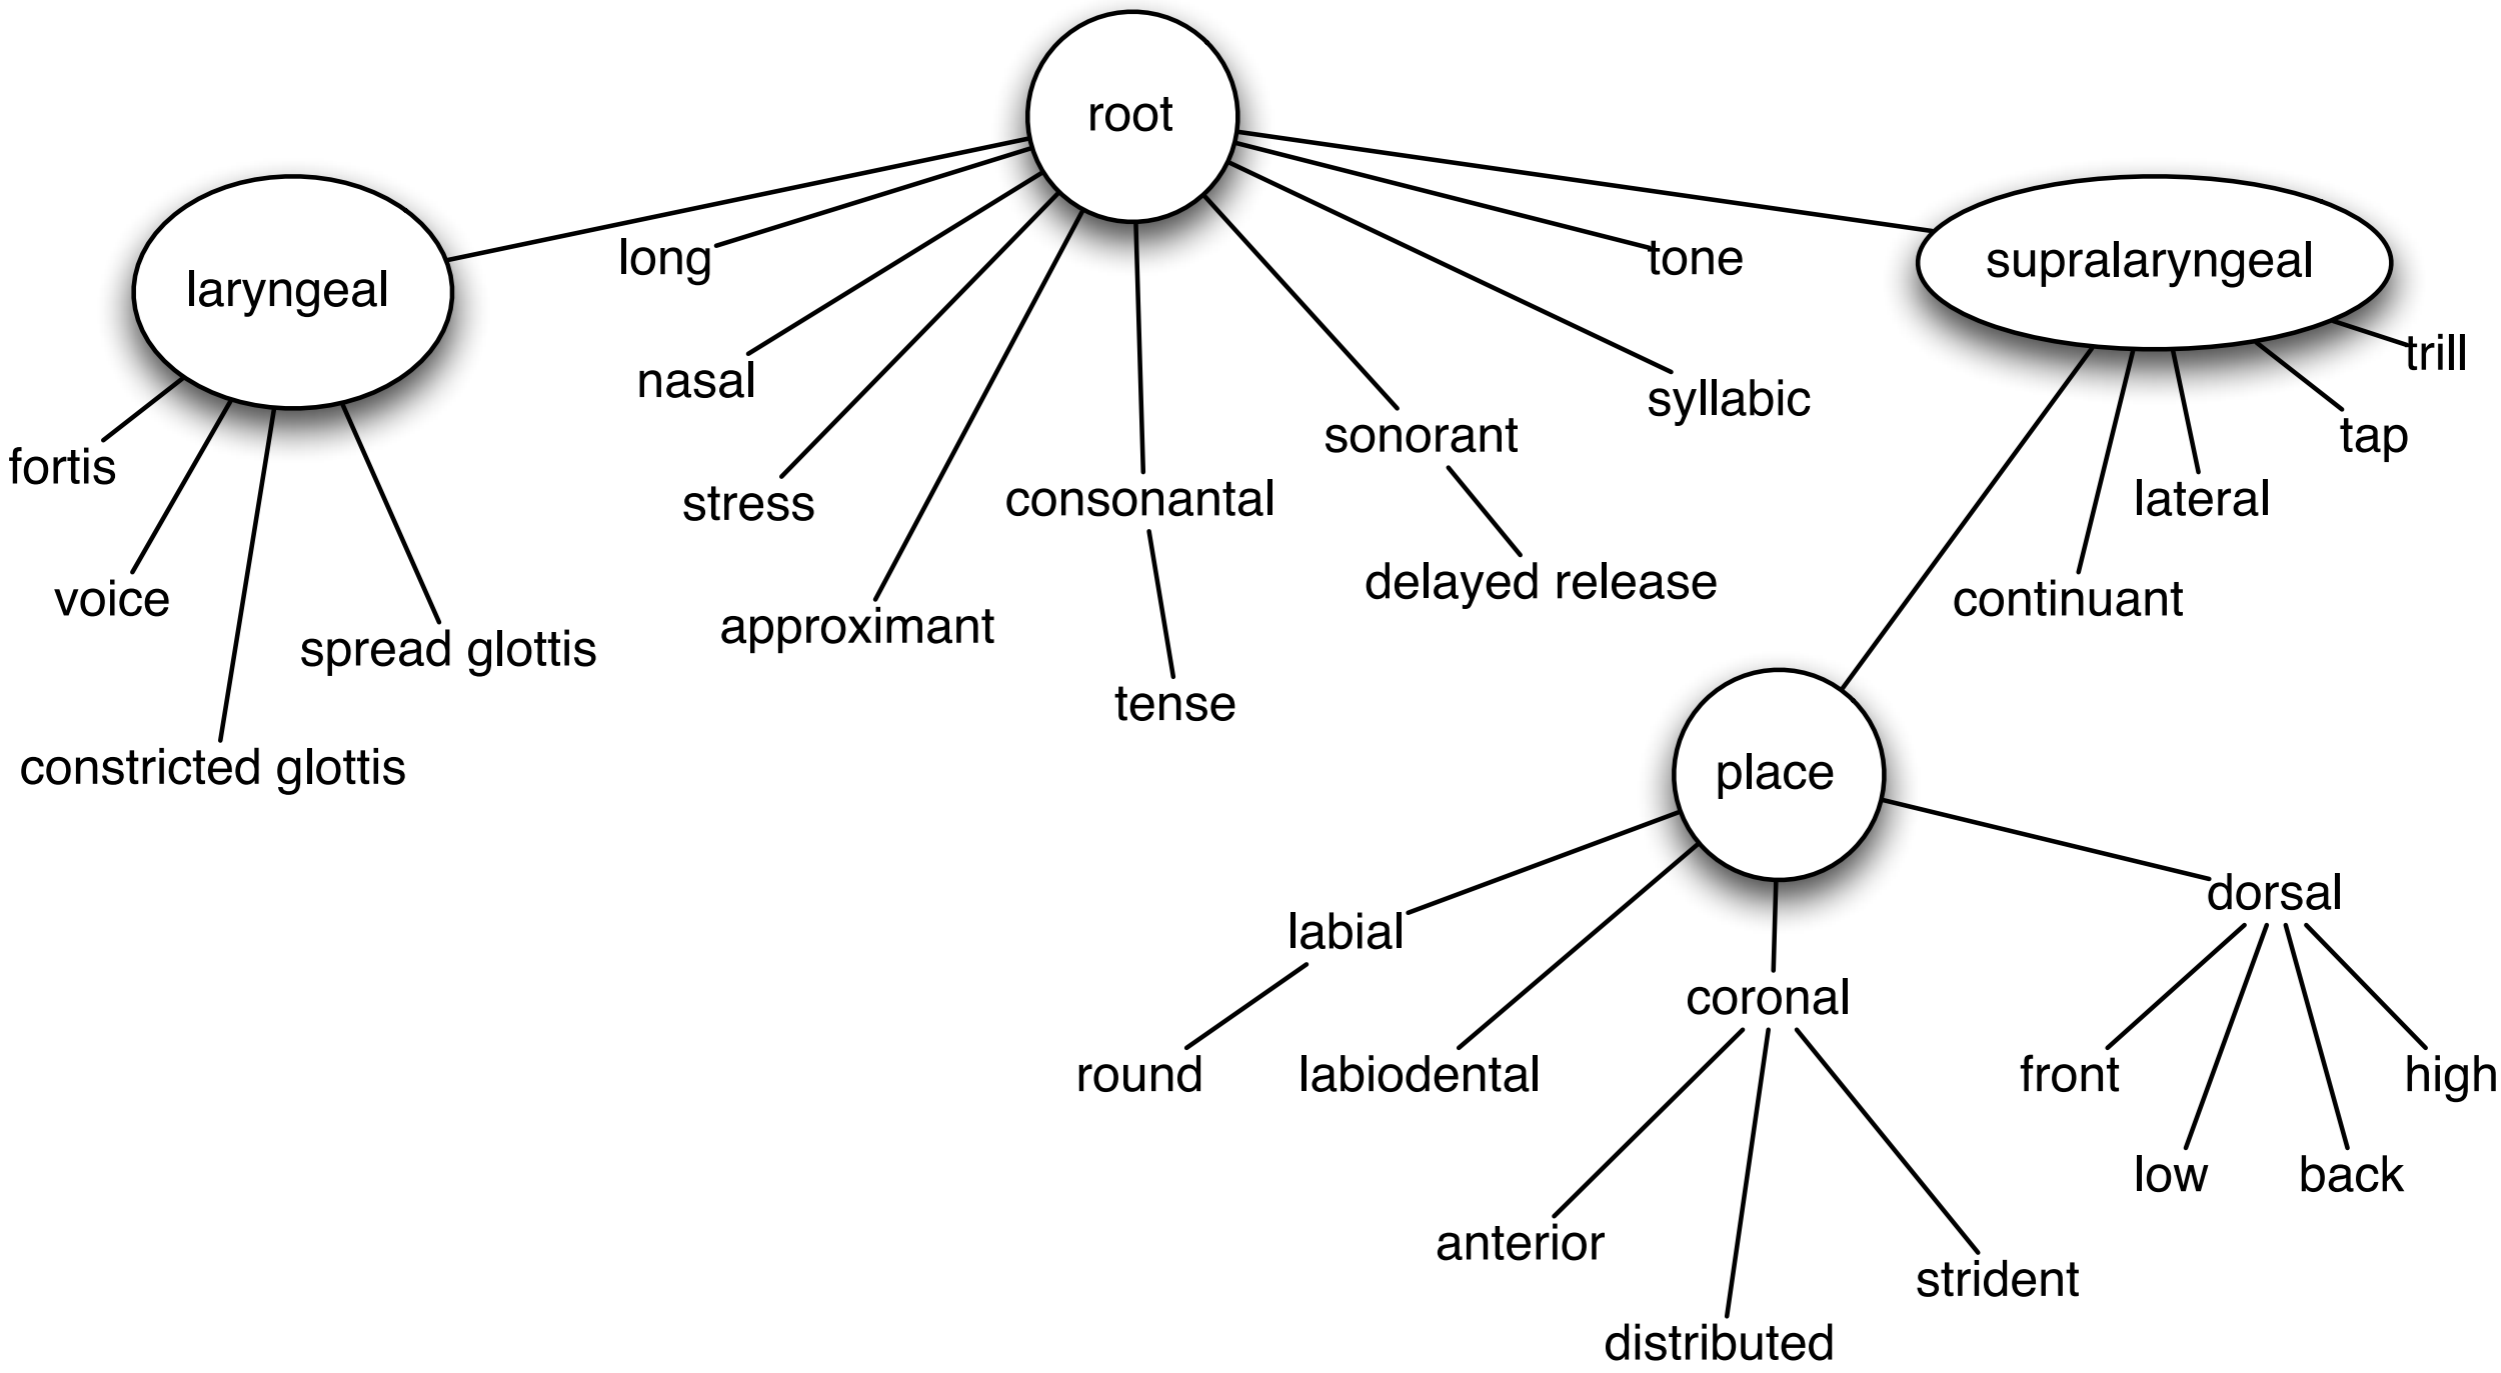 root
laryngeal
long
tone
supralaryngeal
trill
nasal
syllabic
sonorant
tap
fortis
stress
consonantal
lateral
delayed release
voice
continuant
approximant
spread glottis
tense
constricted glottis
place
dorsal
labial
coronal
round
labiodental
front
high
low
back
anterior
strident
distributed